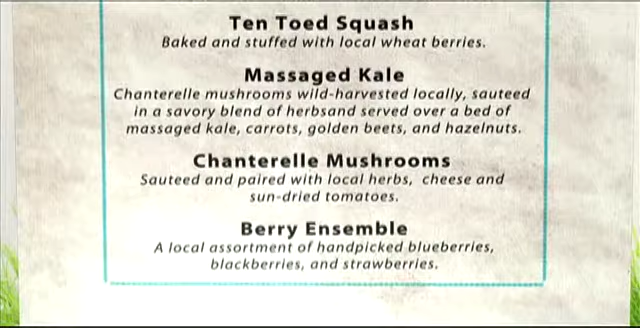 Ten Toed Squash
Baked and stuffed with local wheat berries.
Massaged Kale
Chanterelle mushrooms wild-harvested locally, sauteed
in a savory blend of herbsand served over a bed of
massaged kale, carrots, golden beets, and hazelnuts.
Chanterelle Mushrooms
Sauteed and paired with local herbs, cheese and
sun-dried tomatoes.
Berry Ensemble
A local assortment of handpicked blueberries,
blackberries, and strawberries.